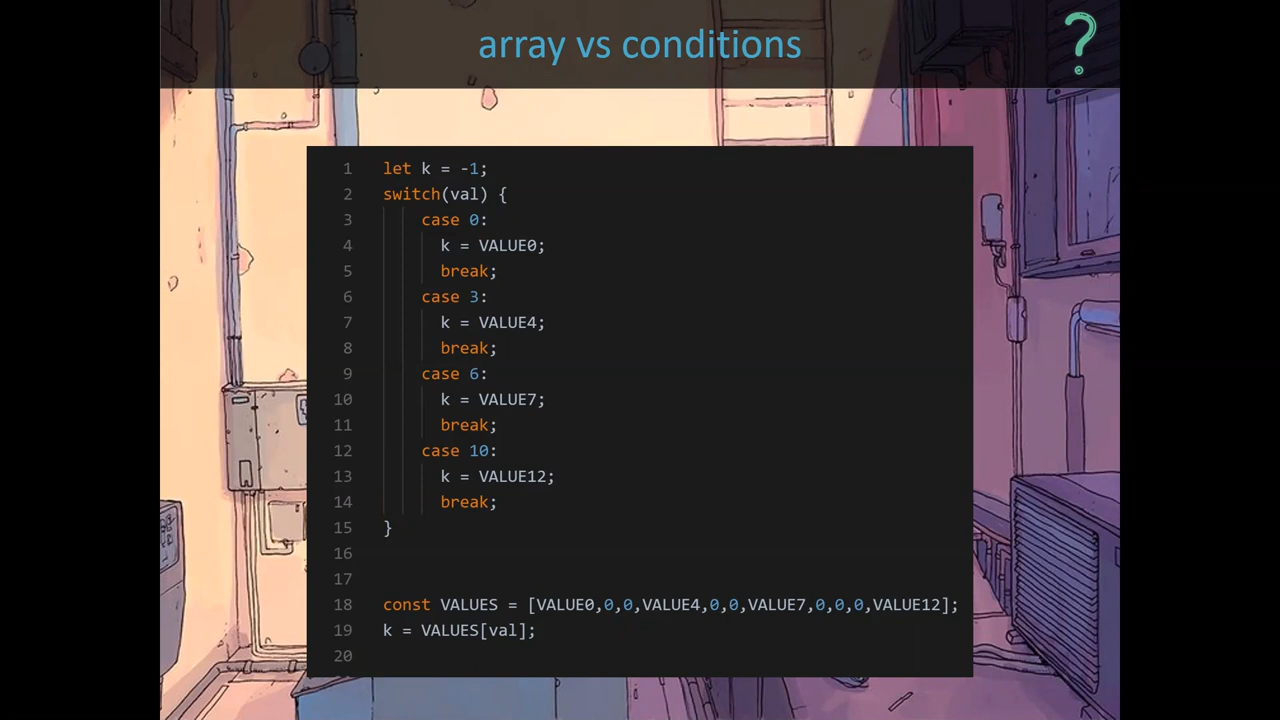 array vs conditions
?
1 let k = -1;
2 switch(val) {
3 case 0:
4 k = VALUE0;
5 break;
6 case 3:
7 k = VALUE4;
8 break;
9 case 6:
10 k = VALUE7;
11 break;
12 case 10:
13 k = VALUE12;
14 break;
15 }
16
17
18 const VALUES = [VALUE0,0,0,VALUE4,0,0,VALUE7,0,0,0,VALUE12];
19 k = VALUES[val];
20